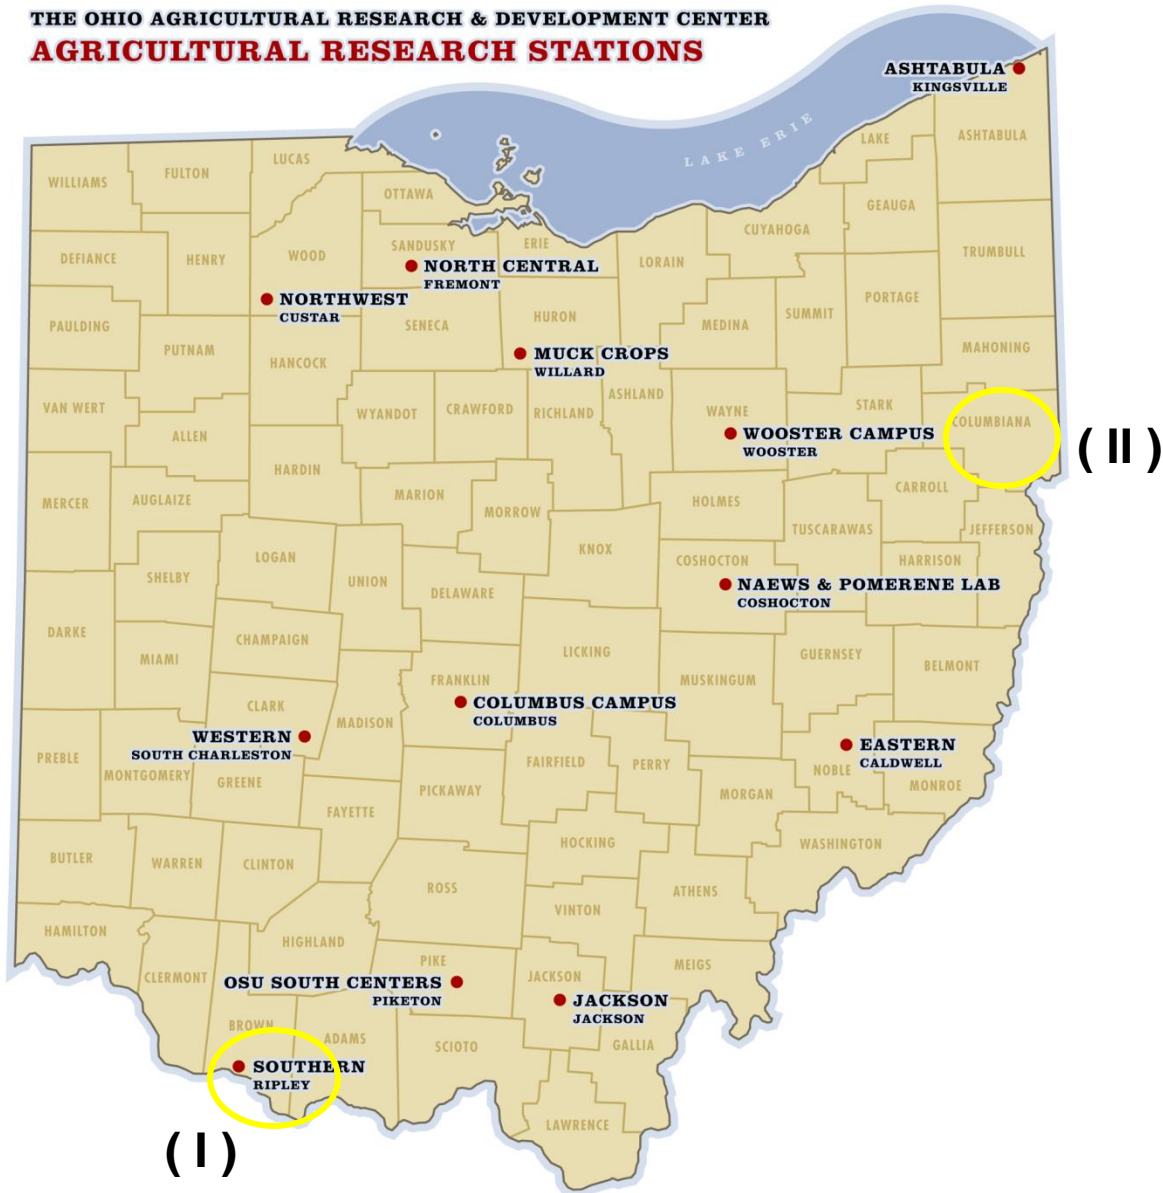 THE OHIO AGRICULTURAL RESEARCH & DEVELOPMENT CENTER
AGRICULTURAL RESEARCH STATIONS
ASHTABULA
KINGSVILLE
LAKE ERIE
LAKE
ASHTABULA
WILLIAMS
FULTON
LUCAS
OTTAWA
GEAUGA
CUYAHOGA
TRUMBULL
DEFIANCE
HENRY
WOOD
SANDUSKY
ERIE
LORAIN
NORTH CENTRAL
FREMONT
NORTHWEST
CUSTAR
PORTAGE
SUMMIT
MEDINA
HURON
SENECA
PAULDING
PUTNAM
HANCOCK
MUCK CROPS
WILLARD
MAHONING
VAN WERT
ALLEN
WYANDOT
CRAWFORD
RICHLAND
ASHLAND
WAYNE
STARK
COLUMBIANA
WOOSTER CAMPUS
WOOSTER
( II )
HARDIN
MERCER
AUGLAIZE
MARION
MORROW
HOLMES
CARROLL
TUSCARAWAS
JEFFERSON
LOGAN
UNION
KNOX
COSHOCTON
HARRISON
SHELBY
DELAWARE
NAEWS & POMERENE LAB
COSHOCTON
DARKE
MIAMI
CHAMPAIGN
LICKING
GUERNSEY
BELMONT
FRANKLIN
MUSKINGUM
CLARK
MADISON
COLUMBUS CAMPUS
COLUMBUS
WESTERN
SOUTH CHARLESTON
EASTERN
CALDWELL
PREBLE
MONTGOMERY
GREENE
FAIRFIELD
PERRY
NOBLE
MONROE
PICKAWAY
MORGAN
FAYETTE
HOCKING
WASHINGTON
BUTLER
WARREN
CLINTON
ROSS
ATHENS
VINTON
HAMILTON
HIGHLAND
CLERMONT
PIKE
JACKSON
MEIGS
OSU SOUTH CENTERS
PIKETON
JACKSON
JACKSON
BROWN
ADAMS
SCIOTO
GALLIA
SOUTHERN
RIPLEY
LAWRENCE
( I )